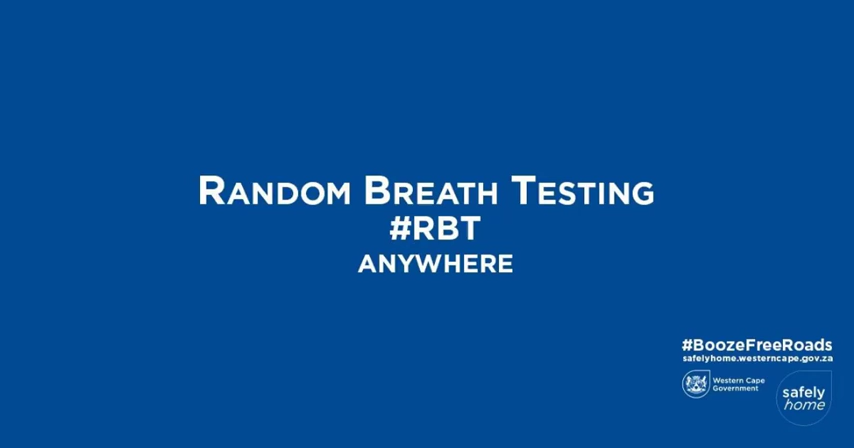 RANDOM BREATH TESTING
#RBT
ANYWHERE
#BoozeFreeRoads
safelyhome.westerncape.gov.za
Western Cape
Government
safely
home